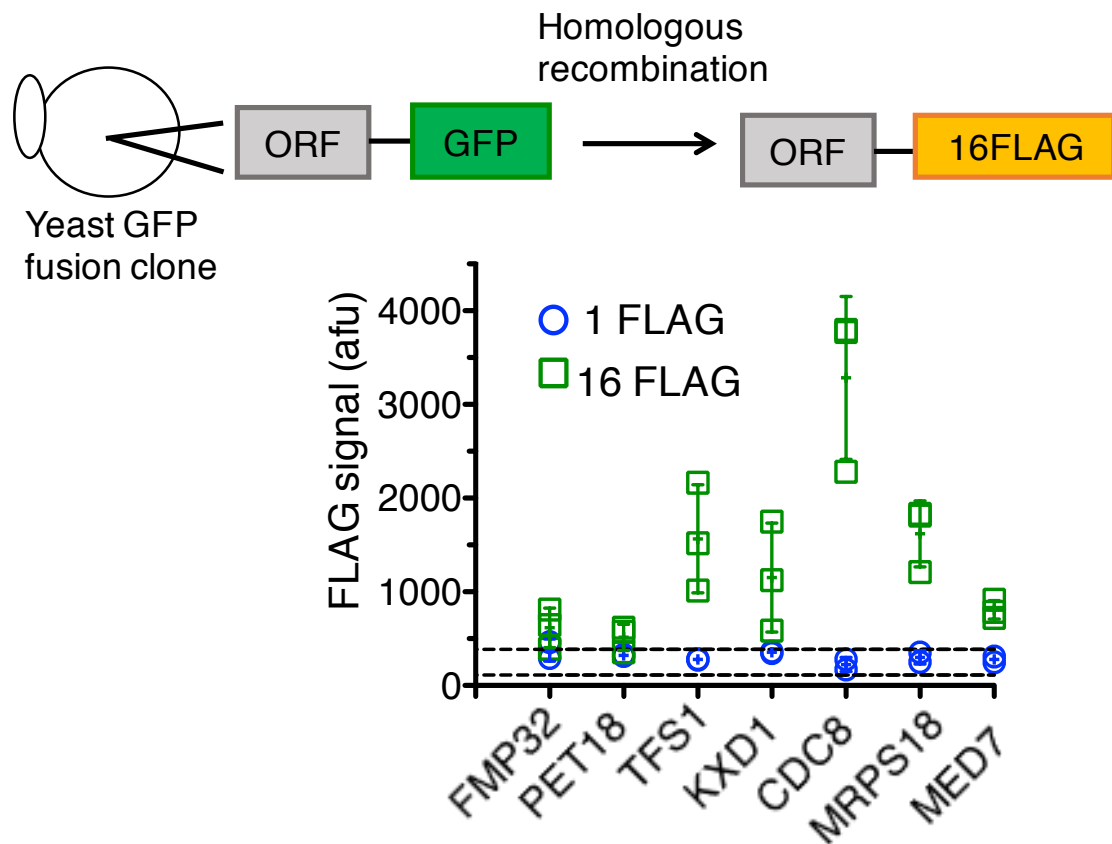 Homologous
recombination
ORF
GFP
ORF
16FLAG
Yeast GFP
fusion clone
FLAG signal (afu)
4000
3000
2000
1000
0
1 FLAG
16 FLAG
FMP32
PET18
TFS1
KXD1
CDC8
MRPS18
MED7